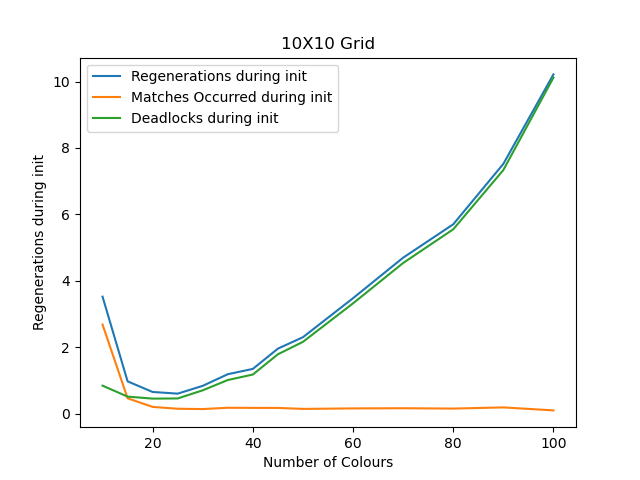 10X10 Grid
Regenerations during init
Matches Occurred during init
Deadlocks during init
Regenerations during init
10
8
6
4
2
0
20 40 60 80 100
Number of Colours